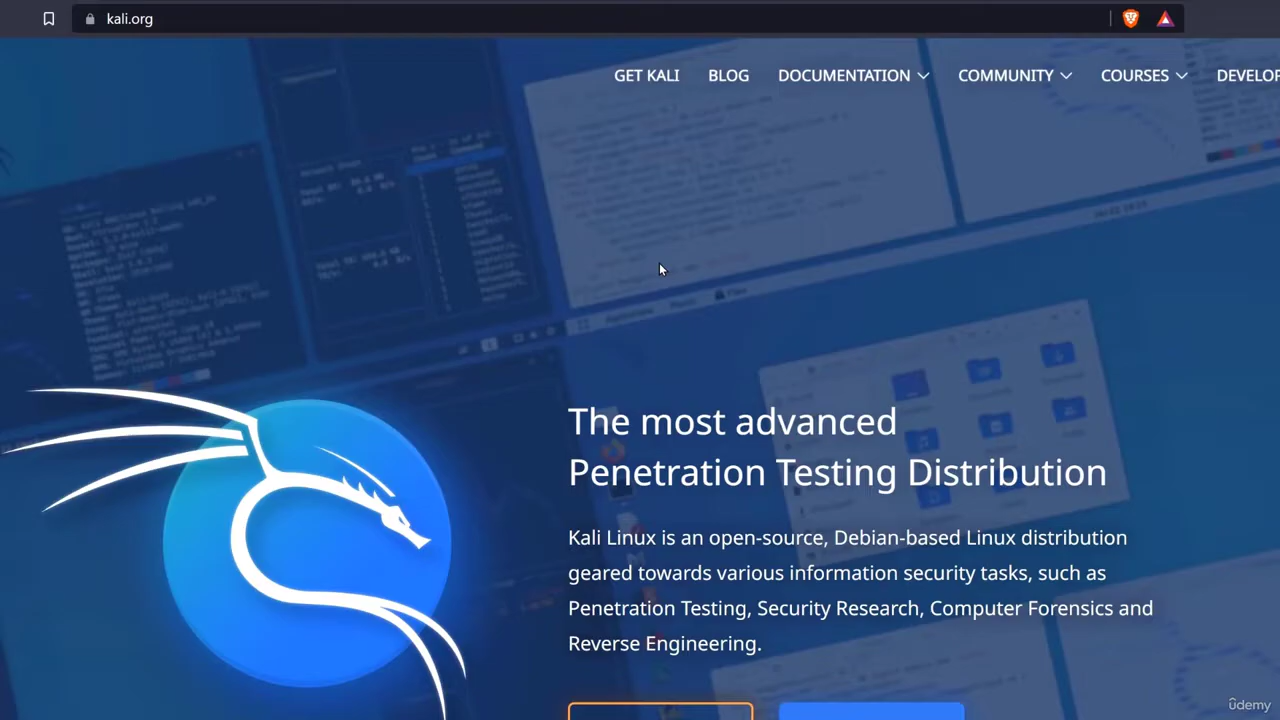 kali.org
GET KALI BLOG DOCUMENTATION COMMUNITY COURSES DEVELOP
The most advanced
Penetration Testing Distribution
Kali Linux is an open-source, Debian-based Linux distribution
geared towards various information security tasks, such as
Penetration Testing, Security Research, Computer Forensics and
Reverse Engineering.
ûdemy